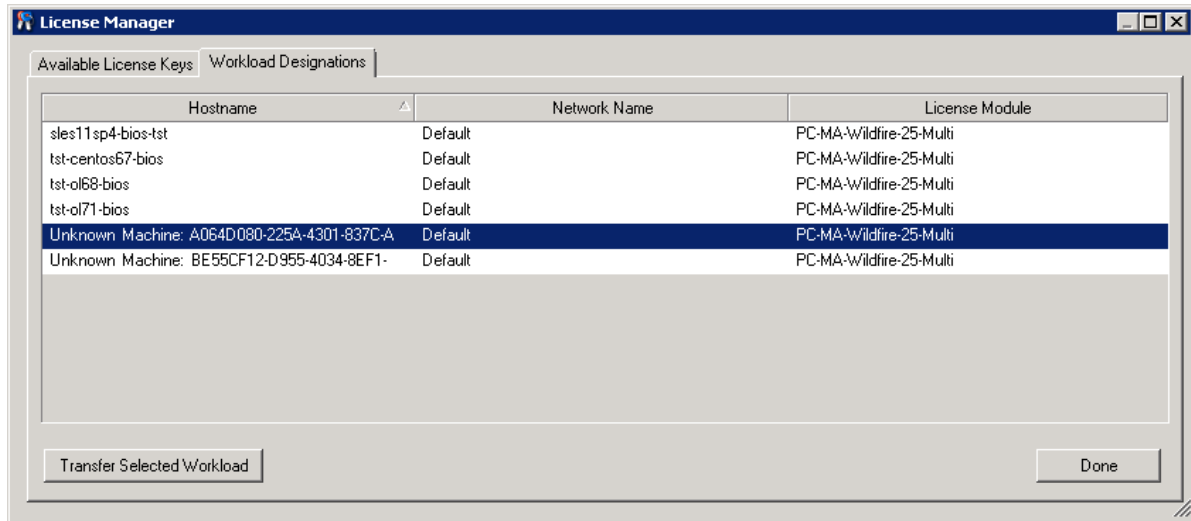 License Manager
Available License Keys Workload Designations
Hostname Network Name License Module
sles11sp4-bios-tst Default PC-MA-Wildfire-25-Multi
tst-centos67-bios Default PC-MA-Wildfire-25-Multi
tst-ol68-bios Default PC-MA-Wildfire-25-Multi
tst-ol71-bios Default PC-MA-Wildfire-25-Multi
Unknown Machine: A064D080-225A-4301-837C-A Default PC-MA-Wildfire-25-Multi
Unknown Machine: BE55CF12-D955-4034-8EF1- Default PC-MA-Wildfire-25-Multi
Transfer Selected Workload Done